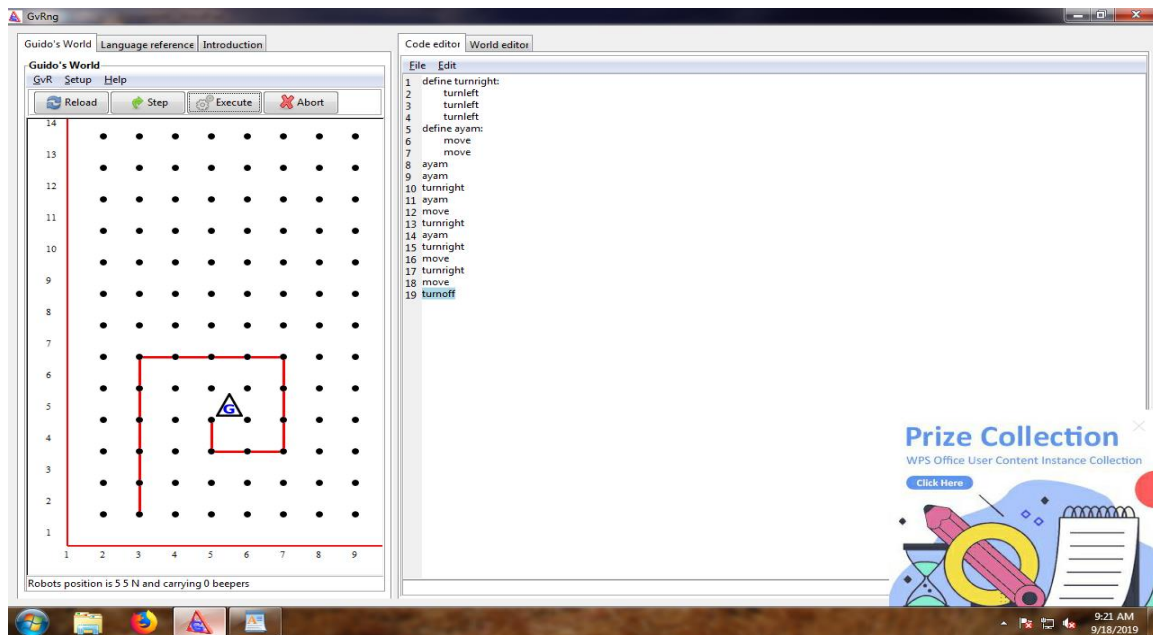 GvRng
Guido's World Language reference Introduction
Guido's World
GvR Setup Help
Reload Step Execute Abort
14
13
12
11
10
9
8
7
6
5
4
3
2
1
1 2 3 4 5 6 7 8 9
G
Robots position is 5 5 N and carrying 0 beepers
Code editor World editor
File Edit
1 define turnright:
2 turnleft
3 turnleft
4 turnleft
5 define ayam:
6 move
7 move
8 ayam
9 ayam
10 turnright
11 ayam
12 move
13 turnright
14 ayam
15 turnright
16 move
17 turnright
18 move
19 turnoff
Prize Collection
WPS Office User Content Instance Collection
Click Here
9:21 AM
9/18/2019